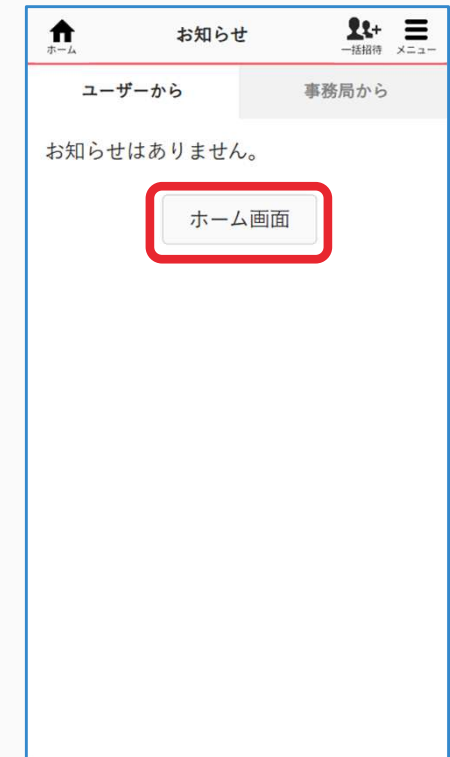 お知らせ
ホーム
一括招待
メニュー
ユーザーから
事務局から
お知らせはありません。
ホーム画面